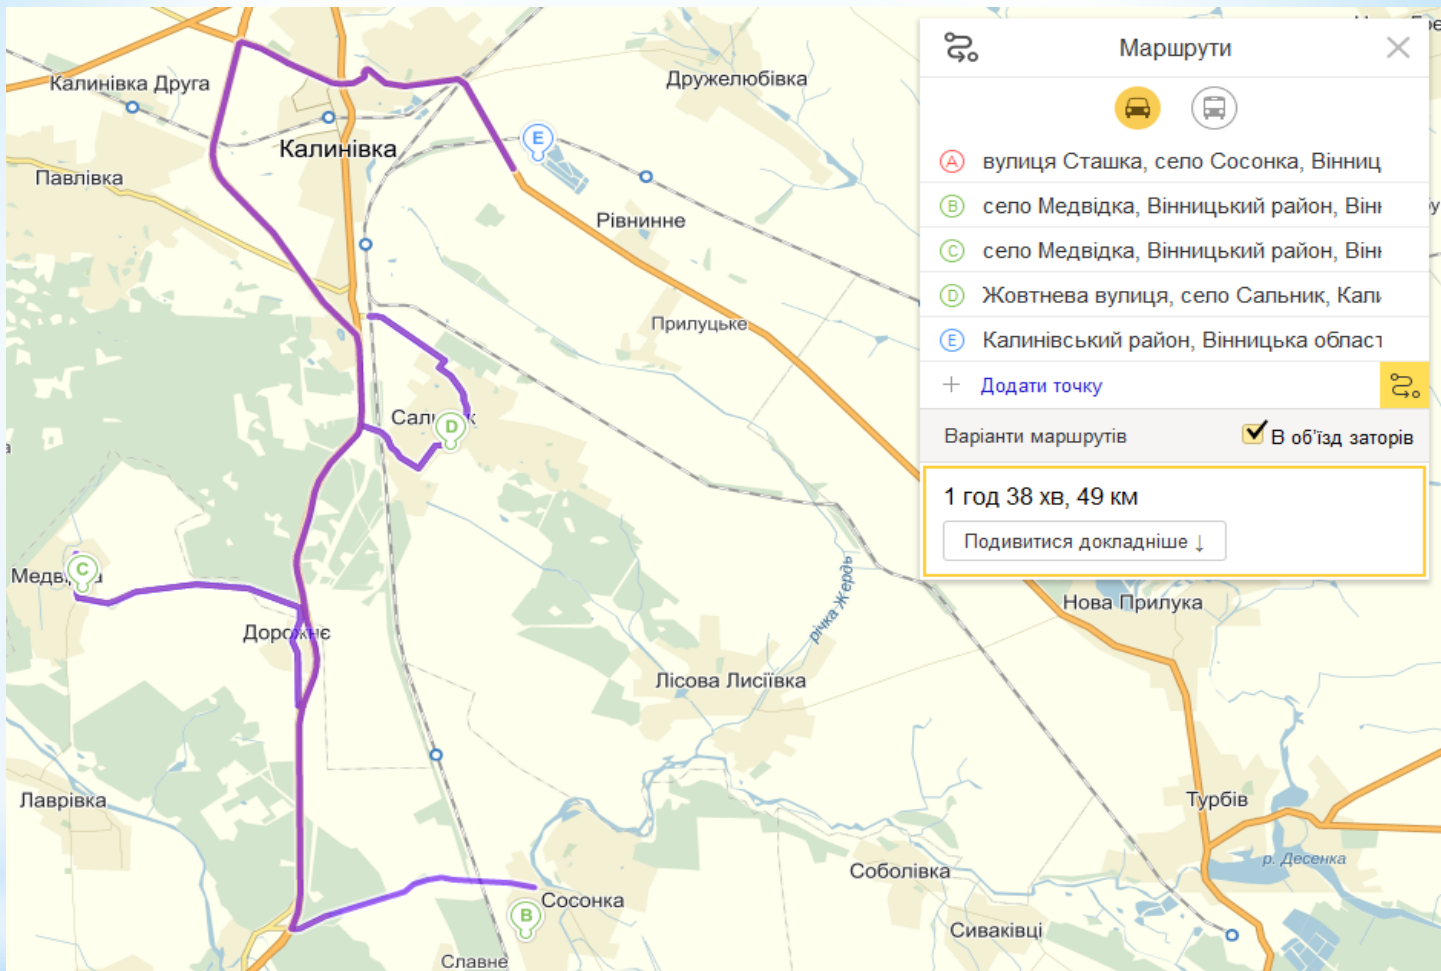 Маршрути
A вулиця Сташка, село Сосонка, Вінниц
B село Медвідка, Вінницький район, Він
C село Медвідка, Вінницький район, Він
D Жовтнева вулиця, село Сальник, Кали
E Калинівський район, Вінницька област
+ Додати точку
Варіанти маршрутів
В об'їзд заторів
1 год 38 хв, 49 км
Подивитися докладніше ↓
Калинівка Друга
Дружелюбівка
E
Калинівка
Павлівка
Рівнинне
Прилуцьке
D
C
Дорожнє
річка Жердь
Нова Прилука
Лісова Лисіївка
Лаврівка
Турбів
р. Десенка
Соболівка
Сосонка
B
Сиваківці
Славне